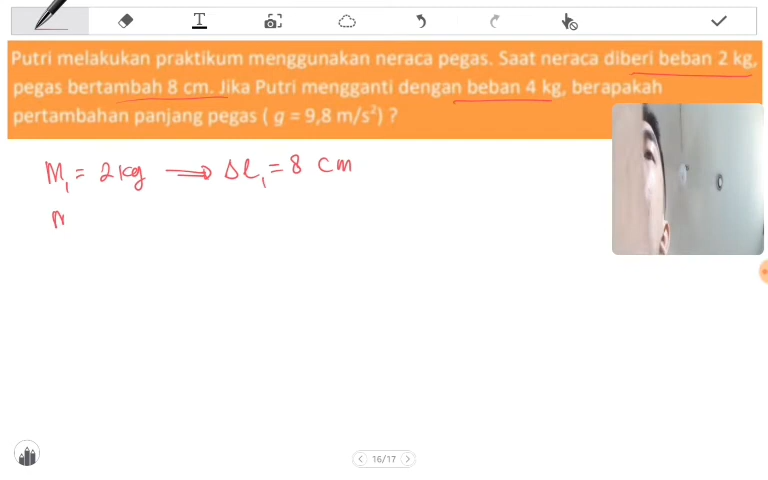 T
Putri melakukan praktikum menggunakan neraca pegas. Saat neraca diberi beban 2 kg,
pegas bertambah 8 cm. Jika Putri mengganti dengan beban 4 kg, berapakah
pertambahan panjang pegas ( g = 9,8 m/s²) ?
M₁ = 2 kg → Δl₁ = 8 cm
M
16/17